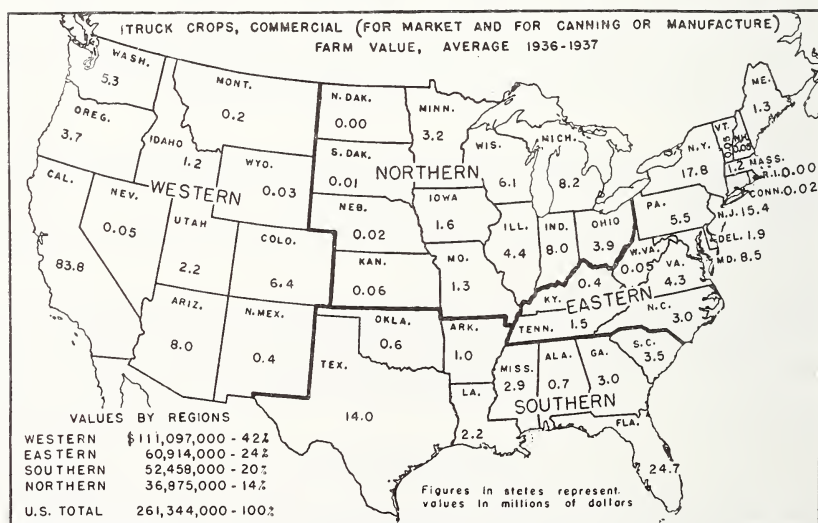 TRUCK CROPS, COMMERCIAL (FOR MARKET AND FOR CANNING OR MANUFACTURE)
FARM VALUE, AVERAGE 1936-1937
WASH.
5.3
OREG.
3.7
CAL.
83.8
NEV.
0.05
IDAHO
1.2
MONT.
0.2
WYO.
0.03
WESTERN
UTAH
2.2
COLO.
6.4
ARIZ.
8.0
N.MEX.
0.4
N. DAK.
0.00
S. DAK.
0.01
NEB.
0.02
KAN.
0.06
NORTHERN
MINN.
3.2
IOWA
1.6
MO.
1.3
WIS.
6.1
ILL.
4.4
MICH.
8.2
IND.
8.0
OHIO
3.9
ME.
1.3
VT.
0.03
N.H.
0.05
N.Y.
17.8
1.2 MASS.
R.I. 0.00
CONN. 0.02
PA.
5.5
N.J. 15.4
DEL. 1.9
MD. 8.5
W.VA.
0.05
VA.
4.3
KY.
0.4
EASTERN
N.C.
3.0
TENN. 1.5
OKLA.
0.6
ARK.
1.0
TEX.
14.0
LA.
2.2
MISS.
2.9
ALA.
0.7
GA.
3.0
S.C.
3.5
SOUTHERN
FLA.
24.7
VALUES BY REGIONS
WESTERN $111,097,000 - 42%
EASTERN 60,914,000 - 24%
SOUTHERN 52,458,000 - 20%
NORTHERN 36,875,000 - 14%
U.S. TOTAL 261,344,000 - 100%
Figures in states represent
values in millions of dollars